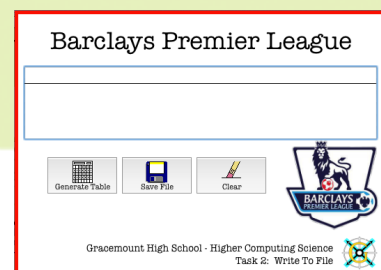 Barclays Premier League
Generate Table
Save File
Clear
BARCLAYS
PREMIER LEAGUE
Gracemount High School - Higher Computing Science
Task 2: Write To File